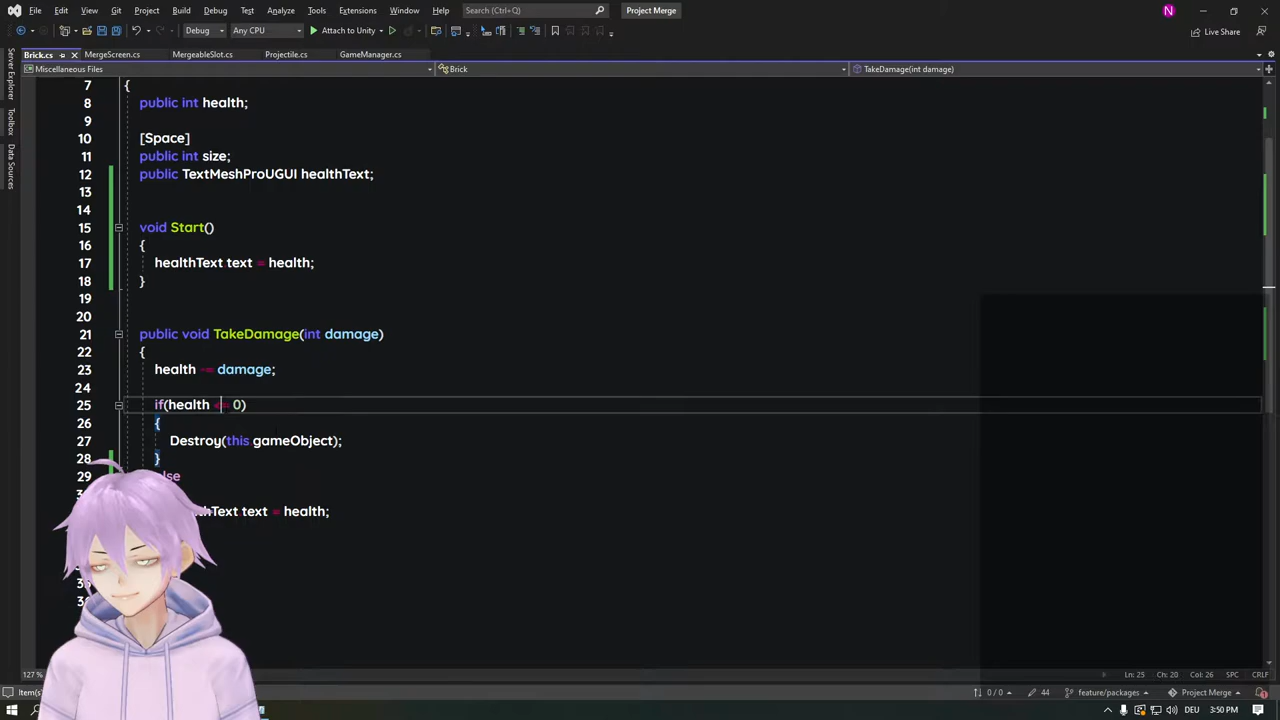 File Edit View Git Project Build Debug Test Analyze Tools Extensions Window Help Search (Ctrl+Q) Project Merge N
Debug Any CPU Attach to Unity Live Share
Brick.cs MergeScreen.cs MergeableSlot.cs Projectile.cs GameManager.cs
Miscellaneous Files Brick TakeDamage(int damage)
Server Explorer
Toolbox
Data Sources
7 {
8 public int health;
9
10 [Space]
11 public int size;
12 public TextMeshProUGUI healthText;
13
14
15 void Start()
16 {
17 healthText text = health;
18 }
19
20
21 public void TakeDamage(int damage)
22 {
23 health -= damage;
24
25 if(health <= 0)
26 {
27 Destroy(this gameObject);
28 }
29 else
text = health;
127 % Ln: 25 Ch: 20 Col: 26 SPC CRLF
0 / 0 44 feature/packages Project Merge
DEU 3:50 PM